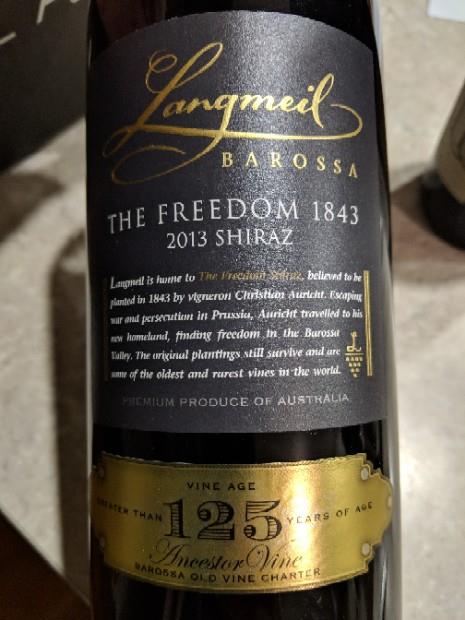 Langmeil
BAROSSA
THE FREEDOM 1843
2013 SHIRAZ
Langmeil is home to The Freedom Shiraz, believed to be
planted in 1843 by vigneron Christian Auricht. Escaping
war and persecution in Prussia, Auricht travelled to his
new homeland, finding freedom in the Barossa
Valley. The original plantings still survive and are
some of the oldest and rarest vines in the world.
PREMIUM PRODUCE OF AUSTRALIA
VINE AGE
GREATER THAN 125 YEARS OF AGE
Ancestor Vine
BAROSSA OLD VINE CHARTER